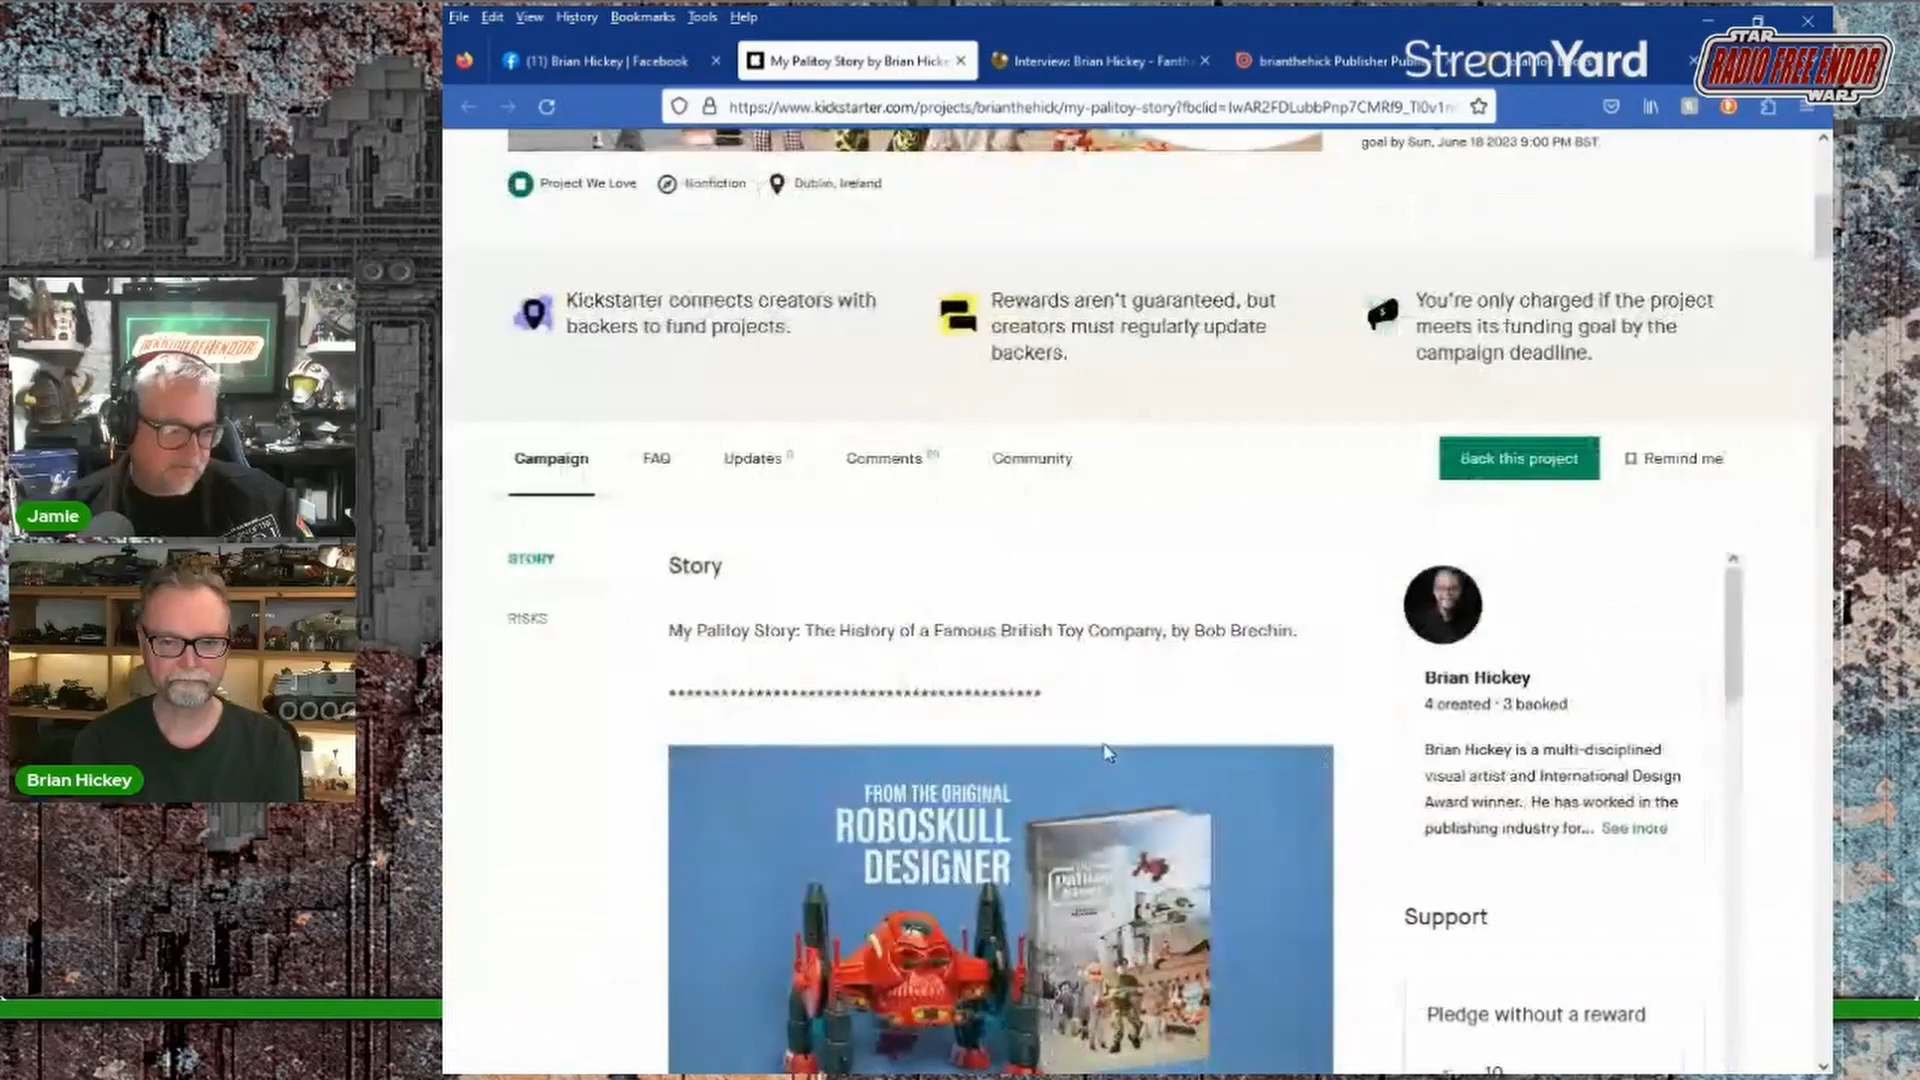 File Edit View History Bookmarks Tools Help
(11) Brian Hickey | Facebook
My Palitoy Story by Brian Hicke
Interview: Brian Hickey - Fanth
brianthehick Publisher Pu
StreamYard
STAR
RADIO FREE ENDOR
WARS
https://www.kickstarter.com/projects/brianthehick/my-palitoy-story?fbclid=
goal by Sun, June 18 2023 9:00 PM BST.
Project We Love
Nonfiction
Dublin, Ireland
Kickstarter connects creators with
backers to fund projects.
Rewards aren't guaranteed, but
creators must regularly update
backers.
You're only charged if the project
meets its funding goal by the
campaign deadline.
Campaign
FAQ
Updates
Comments
Community
Back this project
Remind me
RADIO FREE ENDOR
Jamie
Brian Hickey
STORY
RISKS
Story
My Palitoy Story: The History of a Famous British Toy Company, by Bob Brechin.
FROM THE ORIGINAL
ROBOSKULL
DESIGNER
Brian Hickey
4 created · 3 backed
Brian Hickey is a multi-disciplined
visual artist and International Design
Award winner. He has worked in the
publishing industry for... See more
Support
Pledge without a reward
10